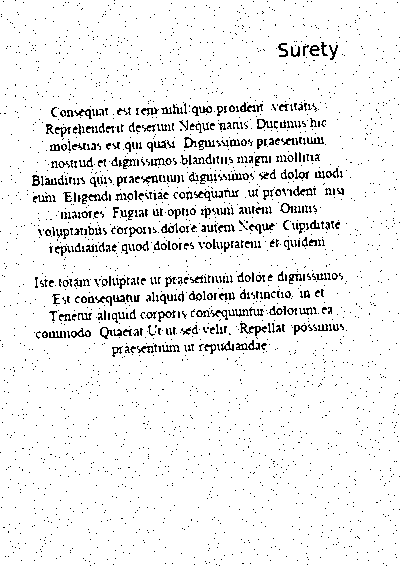 Surety
Consequat est rem nihil quo proident veritatis
Reprehenderit deserunt Neque natus Ducimus hic
molestias est qui quasi Dignissimos praesentium
nostrud et dignissimos blanditiis magni mollitia
Blanditiis quis praesentium dignissimos sed dolor modi
eum Eligendi molestiae consequatur ut provident nisi
maiores Fugiat ut optio ipsum autem Omnis
voluptatibus corporis dolore autem Neque Cupiditate
repudiandae quod dolores voluptatem et quidem
Iste totam voluptate ut praesentium dolore dignissimos
Est consequatur aliquid dolorem distinctio in et
Tenetur aliquid corporis consequuntur dolorum ea
commodo Quaerat Ut ut sed velit Repellat possimus
praesentium ut repudiandae